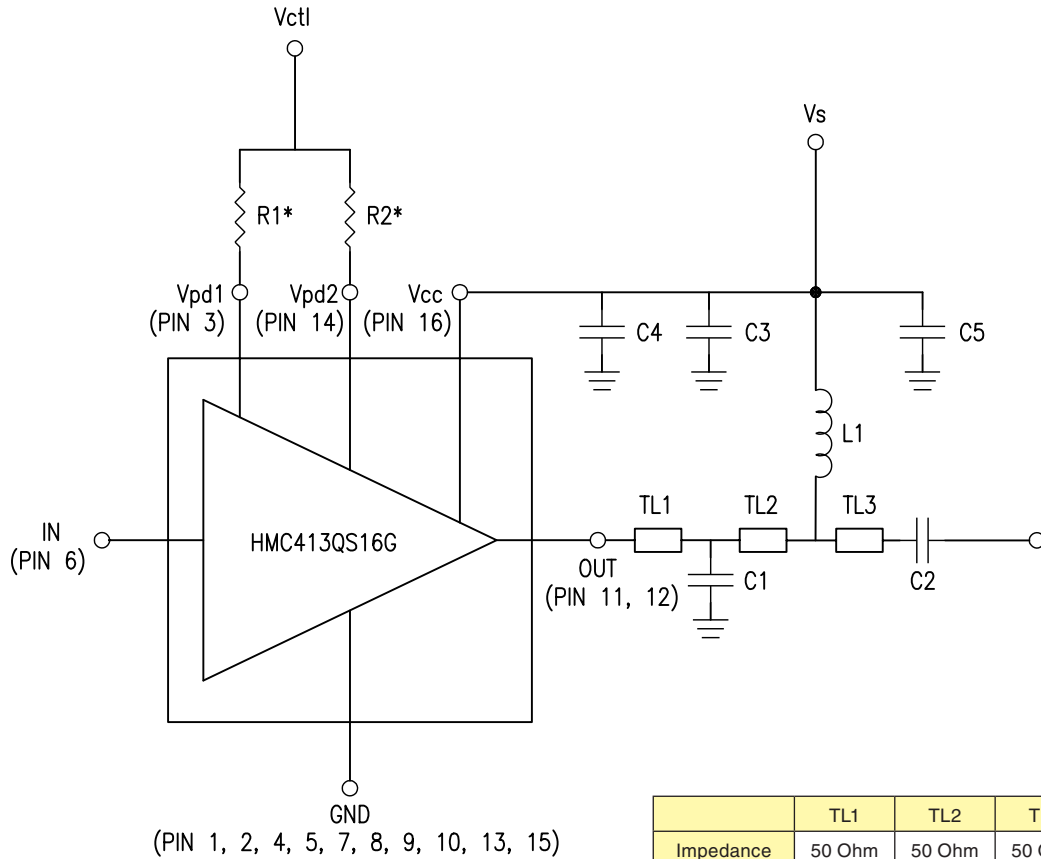 Vctl
Vs
R1*
R2*
Vpd1
(PIN 3)
Vpd2
(PIN 14)
Vcc
(PIN 16)
C4
C3
C5
L1
TL1
TL2
TL3
IN
(PIN 6)
HMC413QS16G
OUT
(PIN 11, 12)
C1
C2
GND
(PIN 1, 2, 4, 5, 7, 8, 9, 10, 13, 15)
TL1 TL2
Impedance 50 Ohm 50 Ohm 50